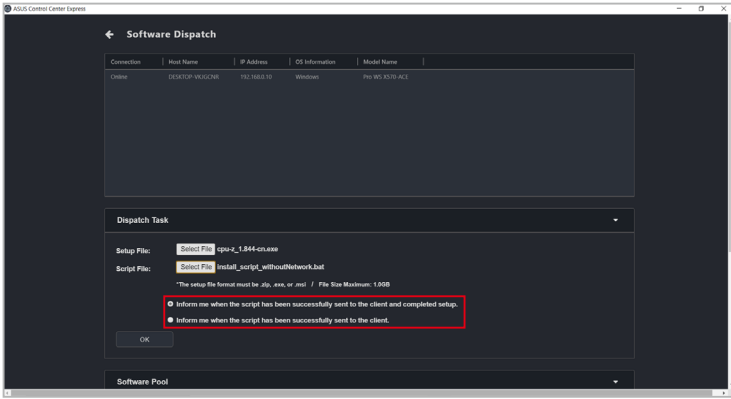 ASUS Control Center Express
Software Dispatch
Connection Host Name IP Address OS Information Model Name
Online DESKTOP-VKJGCNR 192.168.0.10 Windows Pro WS X570-ACE
Dispatch Task
Setup File: Select File cpu-z_1.844-cn.exe
Script File: Select File install_script_withoutNetwork.bat
*The setup file format must be .zip, .exe, or .msi / File Size Maximum: 1.0GB
Inform me when the script has been successfully sent to the client and completed setup.
Inform me when the script has been successfully sent to the client.
OK
Software Pool